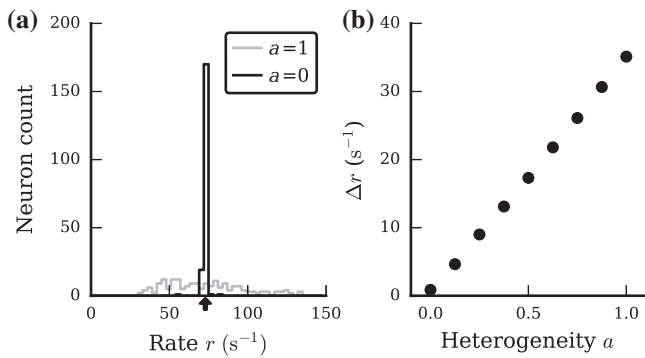 (a)
200
150
100
50
0
Neuron count
a=1
a=0
0 50 100 150
Rate r (s⁻¹)
(b)
40
30
20
10
0
Δr (s⁻¹)
0.0 0.5 1.0
Heterogeneity a